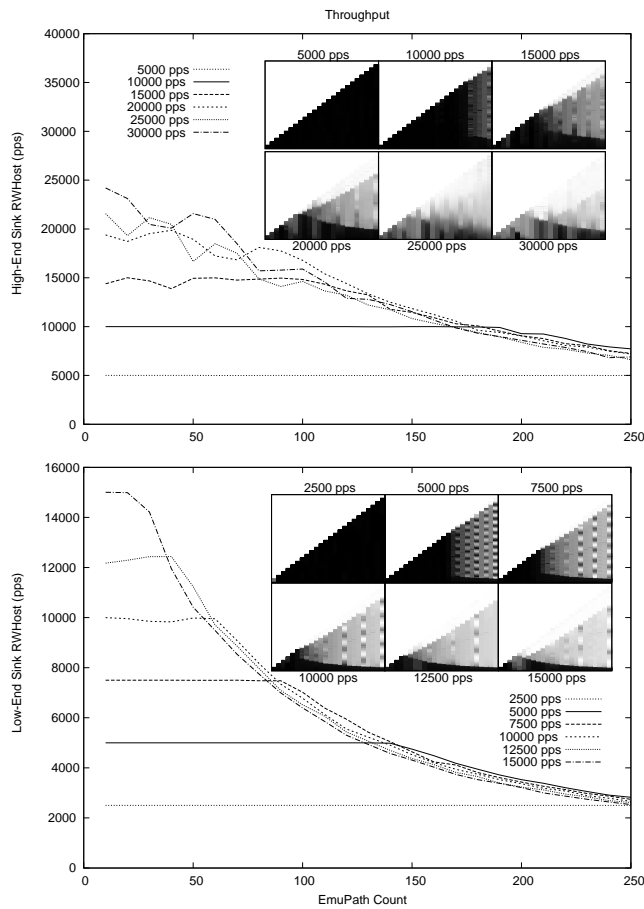 Throughput
High-End Sink RWHost (pps)
40000
35000
30000
25000
20000
15000
10000
5000
0
5000 pps
10000 pps
15000 pps
20000 pps
25000 pps
30000 pps
5000 pps
10000 pps
15000 pps
20000 pps
25000 pps
30000 pps
0
50
100
150
200
250
Low-End Sink RWHost (pps)
16000
14000
12000
10000
8000
6000
4000
2000
0
2500 pps
5000 pps
7500 pps
10000 pps
12500 pps
15000 pps
2500 pps
5000 pps
7500 pps
10000 pps
12500 pps
15000 pps
0
50
100
150
200
250
EmuPath Count